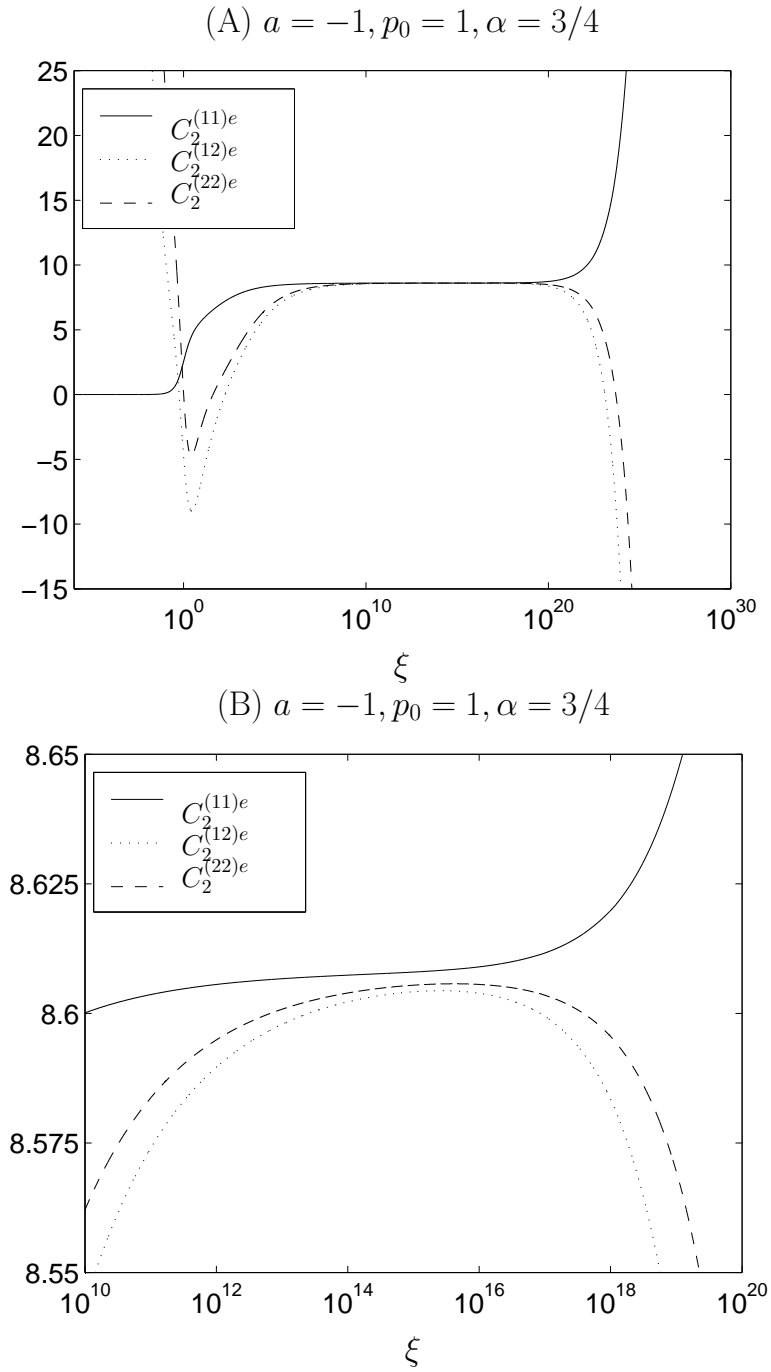 (A) a = −1, p₀ = 1, α = 3/4
25
20
15
10
5
0
−5
−10
−15
C₂^{(11)e}
C₂^{(12)e}
C₂^{(22)e}
10⁰ 10¹⁰ 10²⁰ 10³⁰
ξ
(B) a = −1, p₀ = 1, α = 3/4
8.65
8.625
8.6
8.575
8.55
C₂^{(11)e}
C₂^{(12)e}
C₂^{(22)e}
10¹⁰ 10¹² 10¹⁴ 10¹⁶ 10¹⁸ 10²⁰
ξ